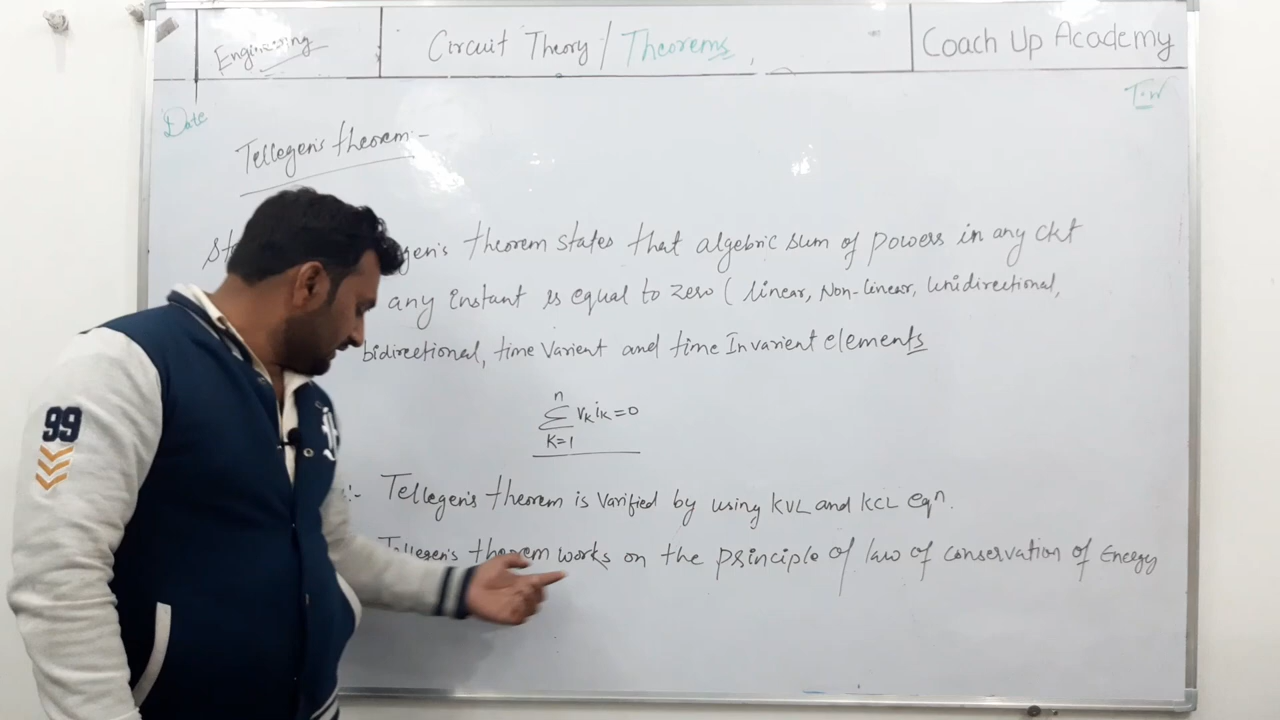 Engineering
Circuit Theory / Theorems
Coach Up Academy
Date
T.W
Tellegen's theorem:-
theorem states that algebric sum of powers in any ckt
any instant is equal to zero ( linear, Non-linear, Unidirectional,
bidirectional, time Varient and time Invarient elements
n
∑ vₖ iₖ = 0
K=1
:- Tellegen's theorem is Varified by using KVL and KCL eqn.
Tellegen's theorem works on the principle of law of conservation of Energy
99